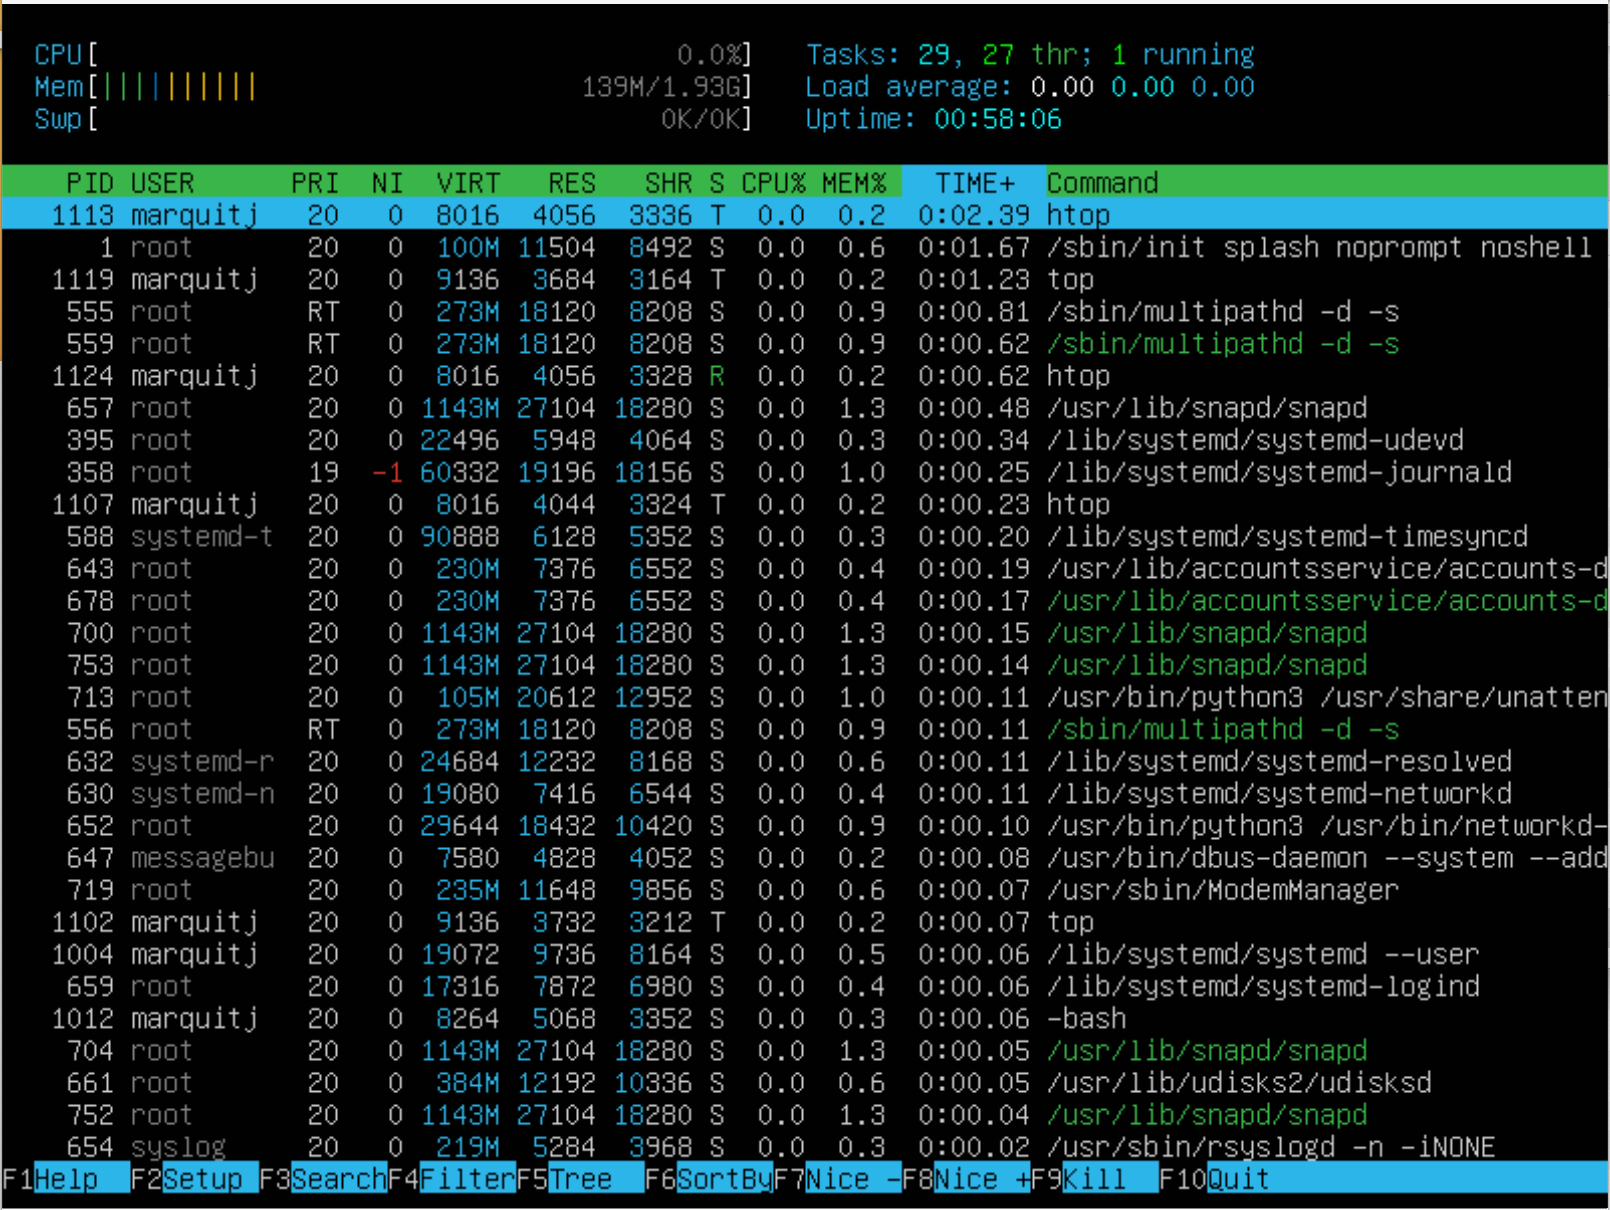 CPU[ 0.0%] Tasks: 29, 27 thr; 1 running
Mem[|||||||||| 139M/1.93G] Load average: 0.00 0.00 0.00
Swp[ 0K/0K] Uptime: 00:58:06
PID USER PRI NI VIRT RES SHR S CPU% MEM% TIME+ Command
1113 marquitj 20 0 8016 4056 3336 T 0.0 0.2 0:02.39 htop
1 root 20 0 100M 11504 8492 S 0.0 0.6 0:01.67 /sbin/init splash noprompt noshell
1119 marquitj 20 0 9136 3684 3164 T 0.0 0.2 0:01.23 top
555 root RT 0 273M 18120 8208 S 0.0 0.9 0:00.81 /sbin/multipathd -d -s
559 root RT 0 273M 18120 8208 S 0.0 0.9 0:00.62 /sbin/multipathd -d -s
1124 marquitj 20 0 8016 4056 3328 R 0.0 0.2 0:00.62 htop
657 root 20 0 1143M 27104 18280 S 0.0 1.3 0:00.48 /usr/lib/snapd/snapd
395 root 20 0 22496 5948 4064 S 0.0 0.3 0:00.34 /lib/systemd/systemd-udevd
358 root 19 -1 60332 19196 18156 S 0.0 1.0 0:00.25 /lib/systemd/systemd-journald
1107 marquitj 20 0 8016 4044 3324 T 0.0 0.2 0:00.23 htop
588 systemd-t 20 0 90888 6128 5352 S 0.0 0.3 0:00.20 /lib/systemd/systemd-timesyncd
643 root 20 0 230M 7376 6552 S 0.0 0.4 0:00.19 /usr/lib/accountsservice/accounts-d
678 root 20 0 230M 7376 6552 S 0.0 0.4 0:00.17 /usr/lib/accountsservice/accounts-d
700 root 20 0 1143M 27104 18280 S 0.0 1.3 0:00.15 /usr/lib/snapd/snapd
753 root 20 0 1143M 27104 18280 S 0.0 1.3 0:00.14 /usr/lib/snapd/snapd
713 root 20 0 105M 20612 12952 S 0.0 1.0 0:00.11 /usr/bin/python3 /usr/share/unatten
556 root RT 0 273M 18120 8208 S 0.0 0.9 0:00.11 /sbin/multipathd -d -s
632 systemd-r 20 0 24684 12232 8168 S 0.0 0.6 0:00.11 /lib/systemd/systemd-resolved
630 systemd-n 20 0 19080 7416 6544 S 0.0 0.4 0:00.11 /lib/systemd/systemd-networkd
652 root 20 0 29644 18432 10420 S 0.0 0.9 0:00.10 /usr/bin/python3 /usr/bin/networkd-
647 messagebu 20 0 7580 4828 4052 S 0.0 0.2 0:00.08 /usr/bin/dbus-daemon --system --add
719 root 20 0 235M 11648 9856 S 0.0 0.6 0:00.07 /usr/sbin/ModemManager
1102 marquitj 20 0 9136 3732 3212 T 0.0 0.2 0:00.07 top
1004 marquitj 20 0 19072 9736 8164 S 0.0 0.5 0:00.06 /lib/systemd/systemd --user
659 root 20 0 17316 7872 6980 S 0.0 0.4 0:00.06 /lib/systemd/systemd-logind
1012 marquitj 20 0 8264 5068 3352 S 0.0 0.3 0:00.06 -bash
704 root 20 0 1143M 27104 18280 S 0.0 1.3 0:00.05 /usr/lib/snapd/snapd
661 root 20 0 384M 12192 10336 S 0.0 0.6 0:00.05 /usr/lib/udisks2/udisksd
752 root 20 0 1143M 27104 18280 S 0.0 1.3 0:00.04 /usr/lib/snapd/snapd
654 syslog 20 0 219M 5284 3968 S 0.0 0.3 0:00.02 /usr/sbin/rsyslogd -n -iNONE
F1Help F2Setup F3SearchF4FilterF5Tree F6SortByF7Nice -F8Nice +F9Kill F10Quit